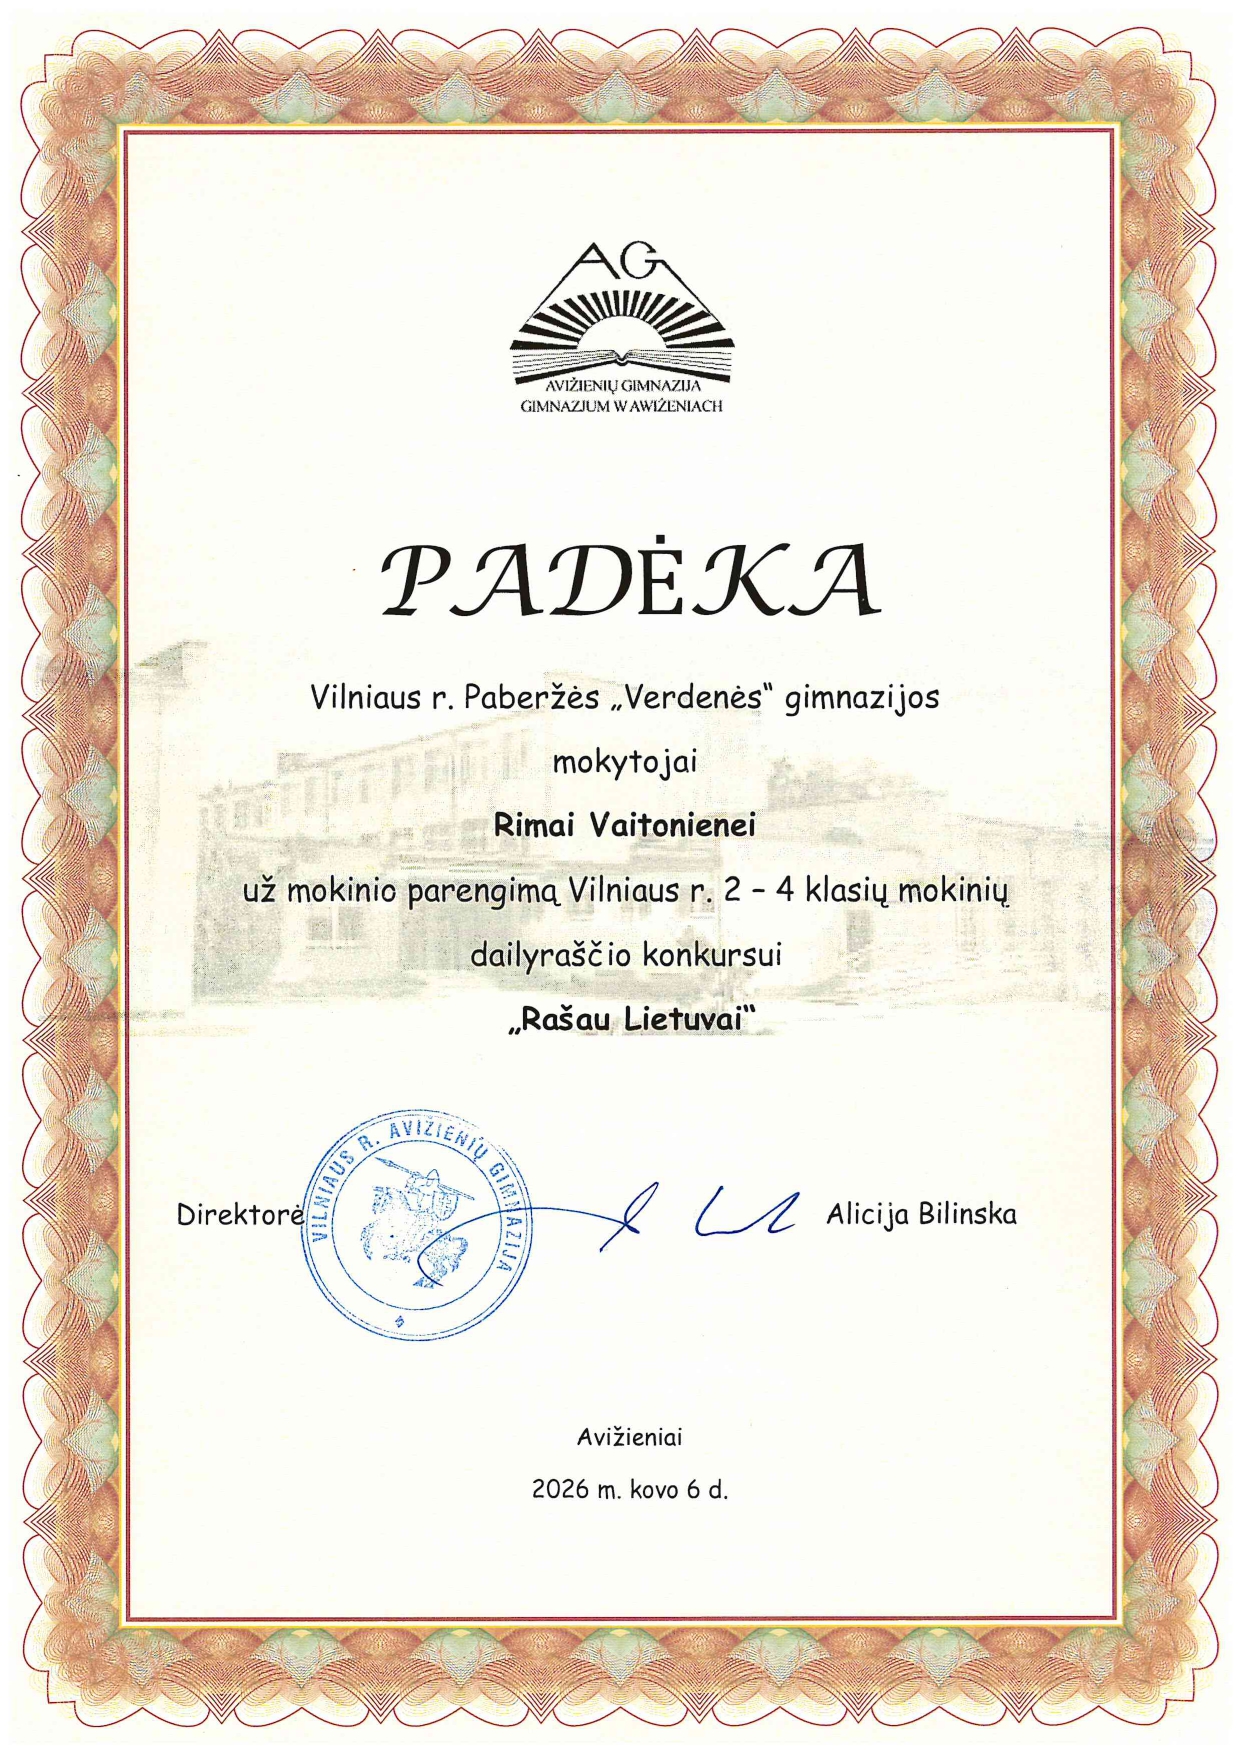 AG
AVIŽIENIŲ GIMNAZIJA
GIMNAZJUM W AWIŻENIACH
PADĖKA
Vilniaus r. Paberžės „Verdenės“ gimnazijos
mokytojai
Rimai Vaitonienei
už mokinio parengimą Vilniaus r. 2 – 4 klasių mokinių
dailyraščio konkursui
„Rašau Lietuvai“
VILNIAUS R. AVIŽIENIŲ GIMNAZIJA
Direktorė
Alicija Bilinska
Avižieniai
2026 m. kovo 6 d.